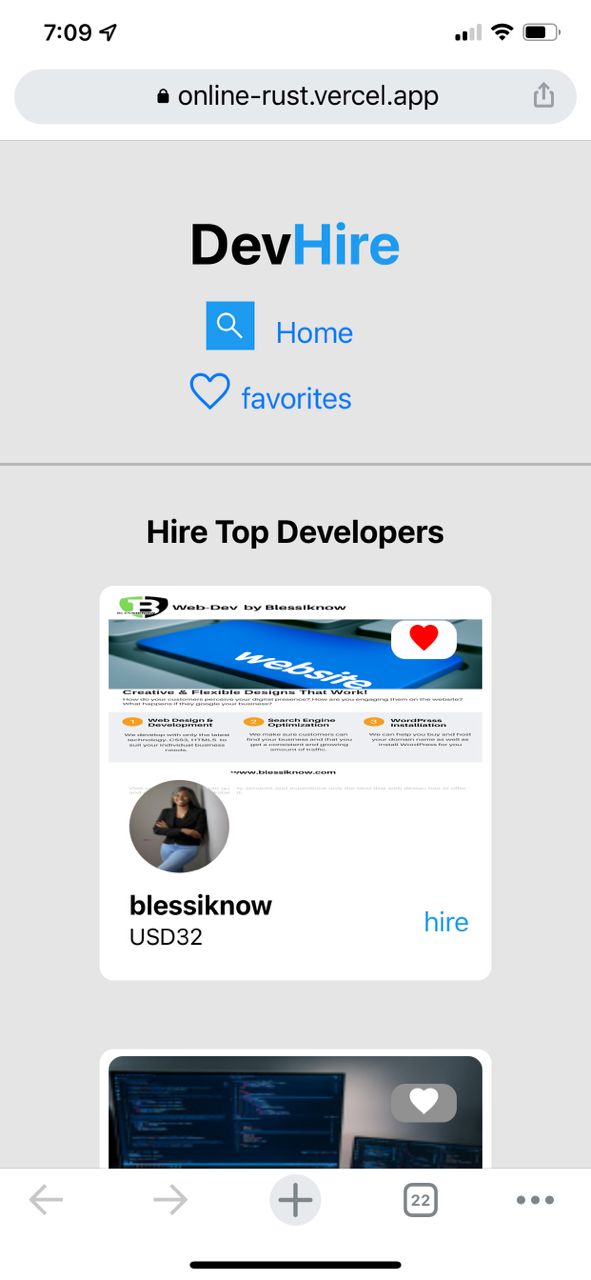 7:09
online-rust.vercel.app
DevHire
Home
favorites
Hire Top Developers
B
Web-Dev by Blessiknow
website
Creative & Flexible Designs That Work!
How do your customers perceive your digital presence? How are you engaging them on the website?
What happens if they google your business?
1 Web Design & Development
We develop with only the latest technology. CSS3, HTML5 to suit your individual business needs.
2 Search Engine Optimization
We make sure customers can find your business and that you get a consistent and growing amount of traffic.
3 WordPrsss Installiation
We can help you buy and host your domain name as well as install WordPress for you
www.blessiknow.com
blessiknow
USD32
hire
22